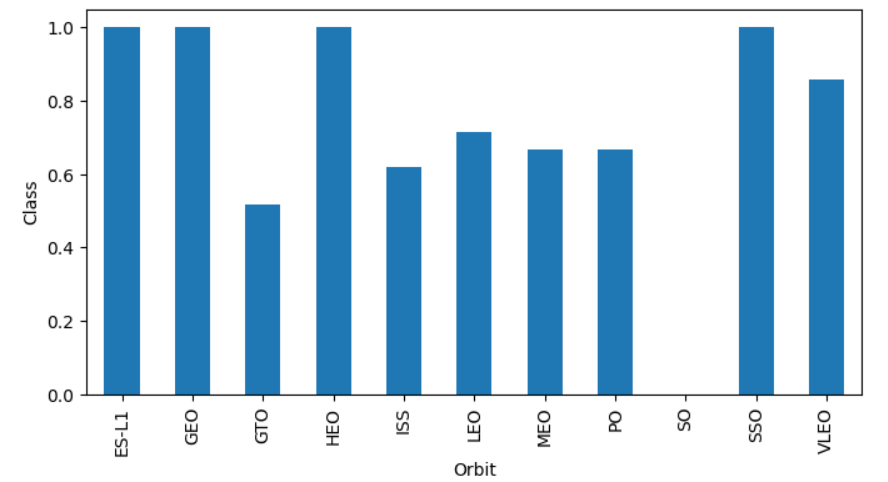 1.0
0.8
0.6
0.4
0.2
0.0
Class
ES-L1
GEO
GTO
HEO
ISS
LEO
MEO
PO
SO
SSO
VLEO
Orbit